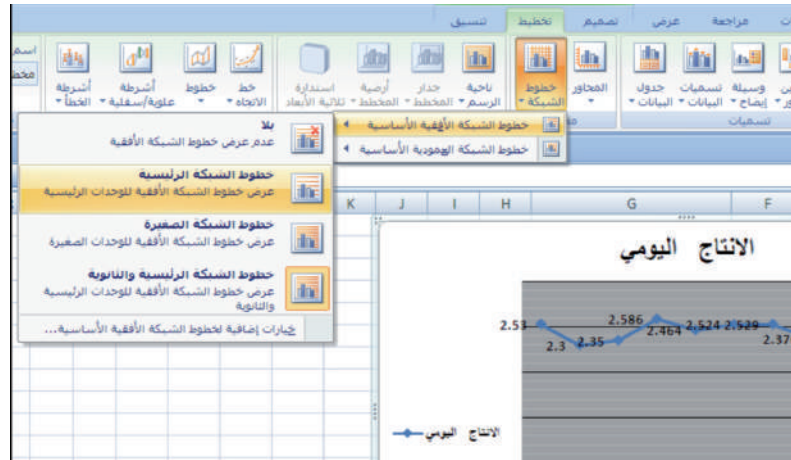 مراجعة
عرض
تصميم
تخطيط
تنسيق
وسيلة إيضاح
تسميات البيانات
جدول البيانات
المحاور
خطوط الشبكة
ناحية الرسم
جدار المخطط
أرضية المخطط
استدارة ثلاثية الأبعاد
خط الاتجاه
خطوط
أشرطة علوية/سفلية
أشرطة الخطأ
تسميات
خطوط الشبكة الأفقية الأساسية
خطوط الشبكة العمودية الأساسية
بلا
عدم عرض خطوط الشبكة الأفقية
خطوط الشبكة الرئيسية
عرض خطوط الشبكة الأفقية للوحدات الرئيسية
خطوط الشبكة الصغيرة
عرض خطوط الشبكة الأفقية للوحدات الصغيرة
خطوط الشبكة الرئيسية والثانوية
عرض خطوط الشبكة الأفقية للوحدات الرئيسية
والثانوية
خيارات إضافية لخطوط الشبكة الأفقية الأساسية...
K J I H G F
الانتاج اليومي
2.53 2.3 2.35 2.586 2.464 2.524 2.529 2.37
الانتاج اليومي